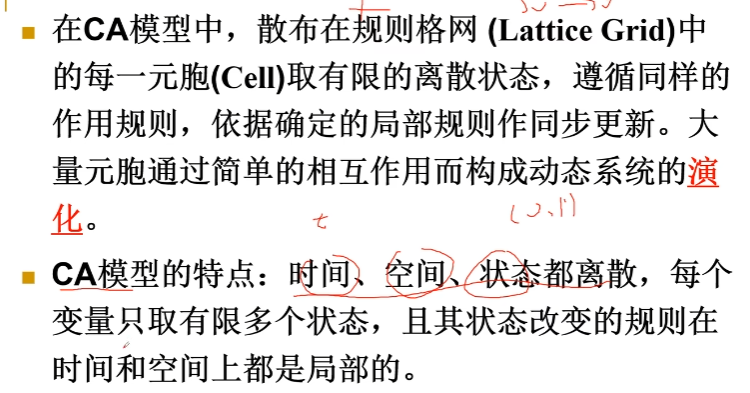 在CA模型中，散布在规则格网 (Lattice Grid)中
的每一元胞(Cell)取有限的离散状态，遵循同样的
作用规则，依据确定的局部规则作同步更新。大
量元胞通过简单的相互作用而构成动态系统的演
化。
t
CA模型的特点：时间、空间、状态都离散，每个
变量只取有限多个状态，且其状态改变的规则在
时间和空间上都是局部的。